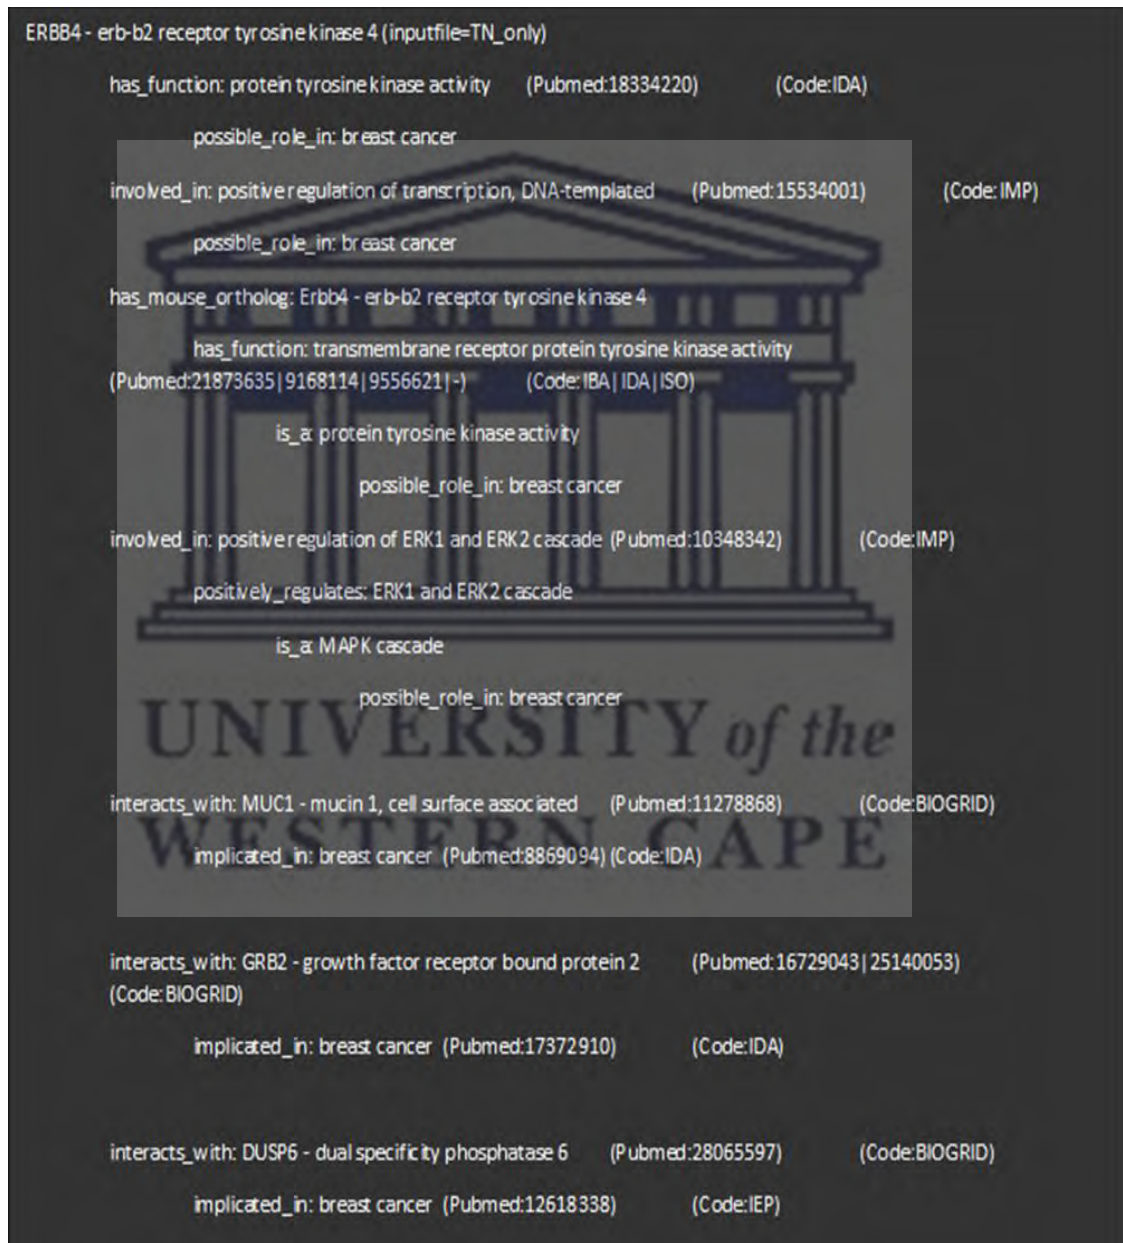 ERBB4 - erb-b2 receptor tyrosine kinase 4 (inputfile=TN_only)
has_function: protein tyrosine kinase activity (Pubmed:18334220) (Code:IDA)
possible_role_in: breast cancer
involved_in: positive regulation of transcription, DNA-templated (Pubmed:15534001) (Code:IMP)
possible_role_in: breast cancer
has_mouse_ortholog: Erbb4 - erb-b2 receptor tyrosine kinase 4
has_function: transmembrane receptor protein tyrosine kinase activity
(Pubmed:21873635|9168114|9556621|-) (Code:IBA|IDA|ISO)
is_a: protein tyrosine kinase activity
possible_role_in: breast cancer
involved_in: positive regulation of ERK1 and ERK2 cascade (Pubmed:10348342) (Code:IMP)
positively_regulates: ERK1 and ERK2 cascade
is_a: MAPK cascade
possible_role_in: breast cancer
UNIVERSITY of the
interacts_with: MUC1 - mucin 1, cell surface associated (Pubmed:11278868) (Code:BIOGRID)
WESTERN CAPE
implicated_in: breast cancer (Pubmed:8869094) (Code:IDA)
interacts_with: GRB2 - growth factor receptor bound protein 2 (Pubmed:16729043|25140053)
(Code:BIOGRID)
implicated_in: breast cancer (Pubmed:17372910) (Code:IDA)
interacts_with: DUSP6 - dual specificity phosphatase 6 (Pubmed:28065597) (Code:BIOGRID)
implicated_in: breast cancer (Pubmed:12618338) (Code:IEP)